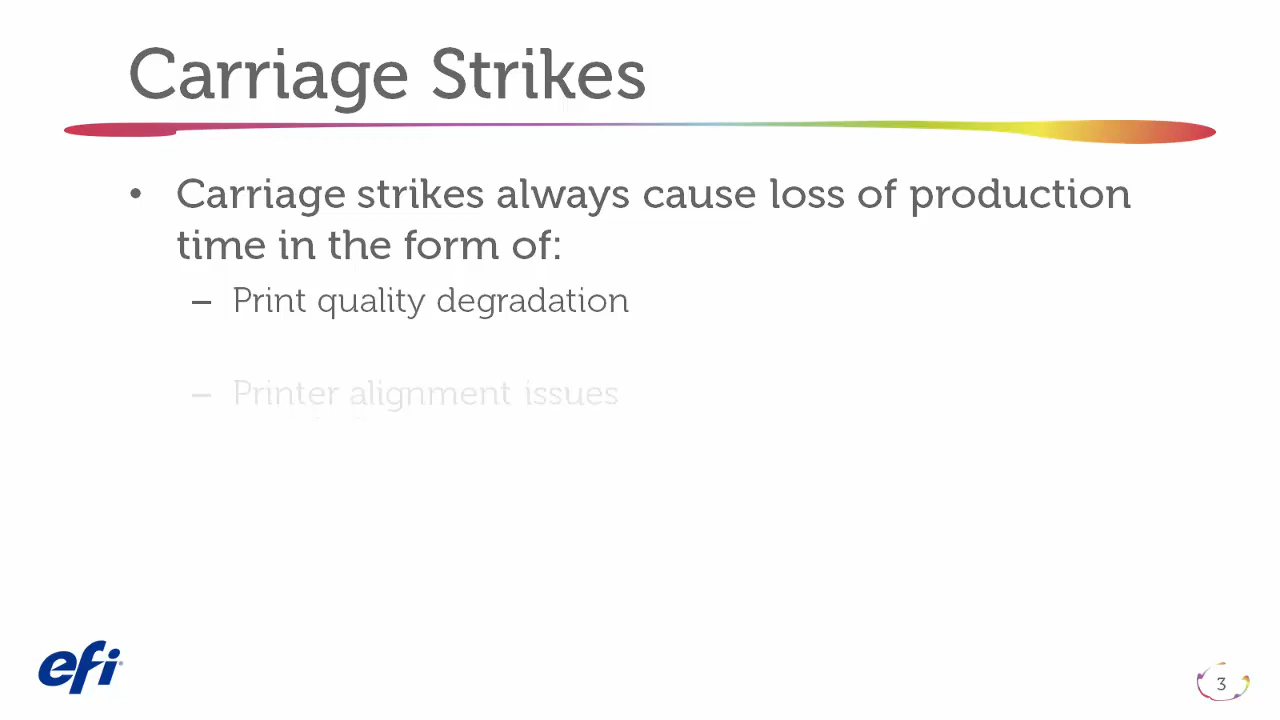 Carriage Strikes
• Carriage strikes always cause loss of production
time in the form of:
– Print quality degradation
– Printer alignment issues
efi
3